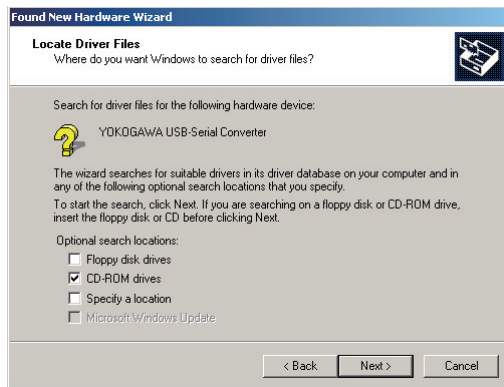 Found New Hardware Wizard
Locate Driver Files
Where do you want Windows to search for driver files?
Search for driver files for the following hardware device:
YOKOGAWA USB-Serial Converter
The wizard searches for suitable drivers in its driver database on your computer and in
any of the following optional search locations that you specify.
To start the search, click Next. If you are searching on a floppy disk or CD-ROM drive,
insert the floppy disk or CD before clicking Next.
Optional search locations:
Floppy disk drives
CD-ROM drives
Specify a location
Microsoft Windows Update
< Back Next > Cancel